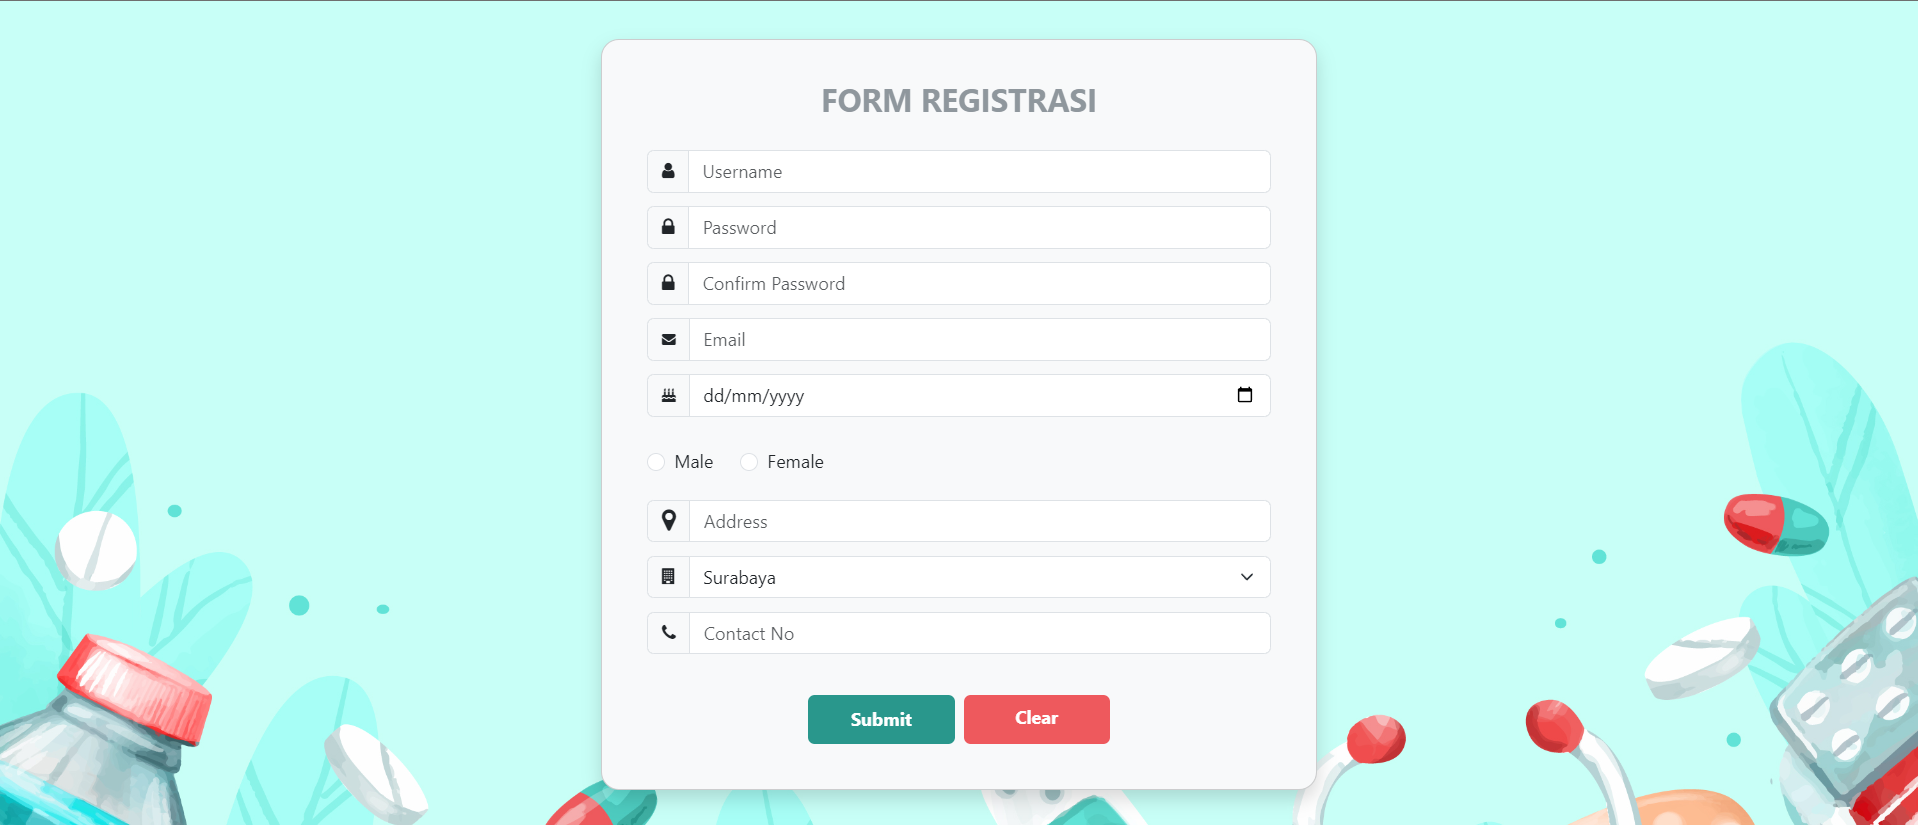 FORM REGISTRASI
Username
Password
Confirm Password
Email
dd/mm/yyyy
Male Female
Address
Surabaya
Contact No
Submit Clear